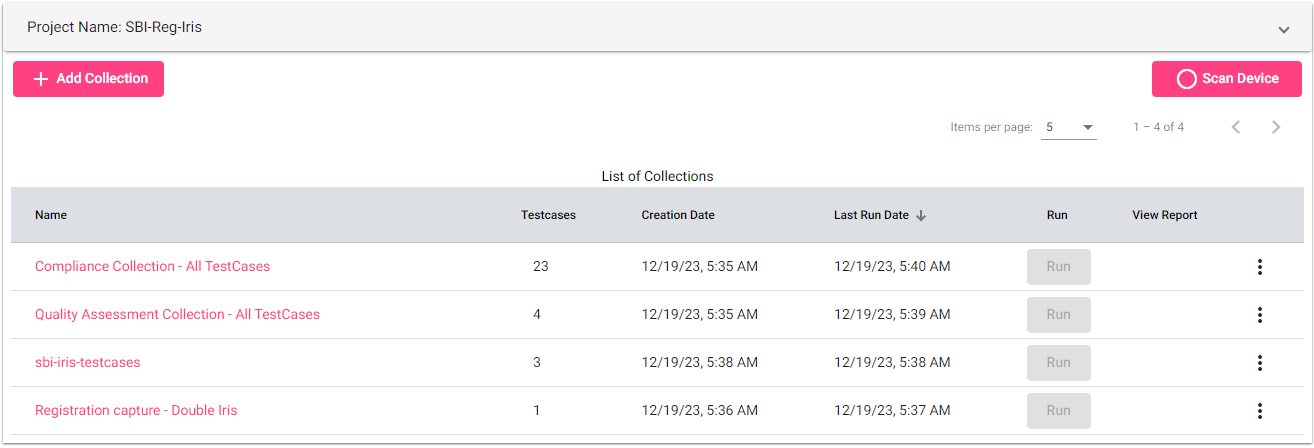 Project Name: SBI-Reg-Iris
Add Collection
Scan Device
Items per page: 5 1 – 4 of 4
List of Collections
Name Testcases Creation Date Last Run Date Run View Report
Compliance Collection - All TestCases 23 12/19/23, 5:35 AM 12/19/23, 5:40 AM Run
Quality Assessment Collection - All TestCases 4 12/19/23, 5:35 AM 12/19/23, 5:39 AM Run
sbi-iris-testcases 3 12/19/23, 5:38 AM 12/19/23, 5:38 AM Run
Registration capture - Double Iris 1 12/19/23, 5:36 AM 12/19/23, 5:37 AM Run